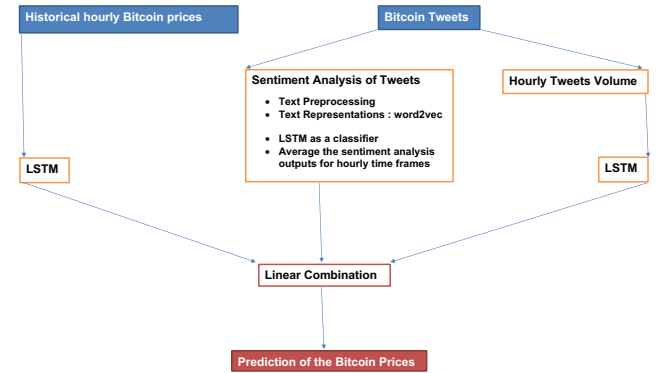 Historical hourly Bitcoin prices
Bitcoin Tweets
Sentiment Analysis of Tweets
• Text Preprocessing
• Text Representations : word2vec
• LSTM as a classifier
• Average the sentiment analysis
outputs for hourly time frames
Hourly Tweets Volume
LSTM
LSTM
Linear Combination
Prediction of the Bitcoin Prices